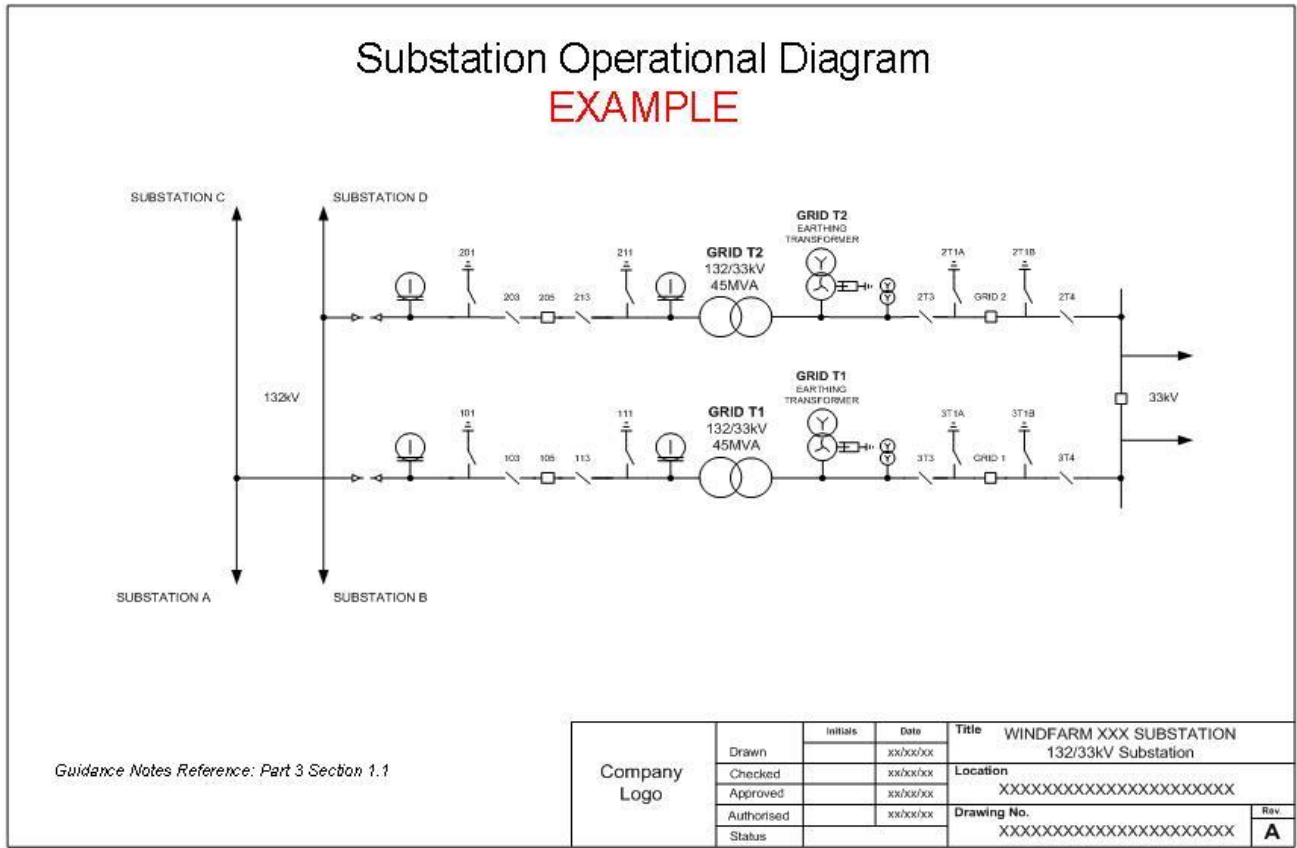 Substation Operational Diagram
EXAMPLE
SUBSTATION C
SUBSTATION D
GRID T2
EARTHING
TRANSFORMER
201
211
GRID T2
132/33kV
45MVA
2T1A
2T1B
203
205
213
2T3
GRID 2
2T4
132kV
GRID T1
EARTHING
TRANSFORMER
33kV
101
111
GRID T1
132/33kV
45MVA
3T1A
3T1B
103
105
113
3T3
GRID 1
3T4
SUBSTATION A
SUBSTATION B
Guidance Notes Reference: Part 3 Section 1.1
Company
Logo
Initials
Date
Drawn
xx/xx/xx
Checked
xx/xx/xx
Approved
xx/xx/xx
Authorised
xx/xx/xx
Status
Title
WINDFARM XXX SUBSTATION
132/33kV Substation
Location
XXXXXXXXXXXXXXXXXXXXXX
Drawing No.
XXXXXXXXXXXXXXXXXXXXXX
Rev.
A